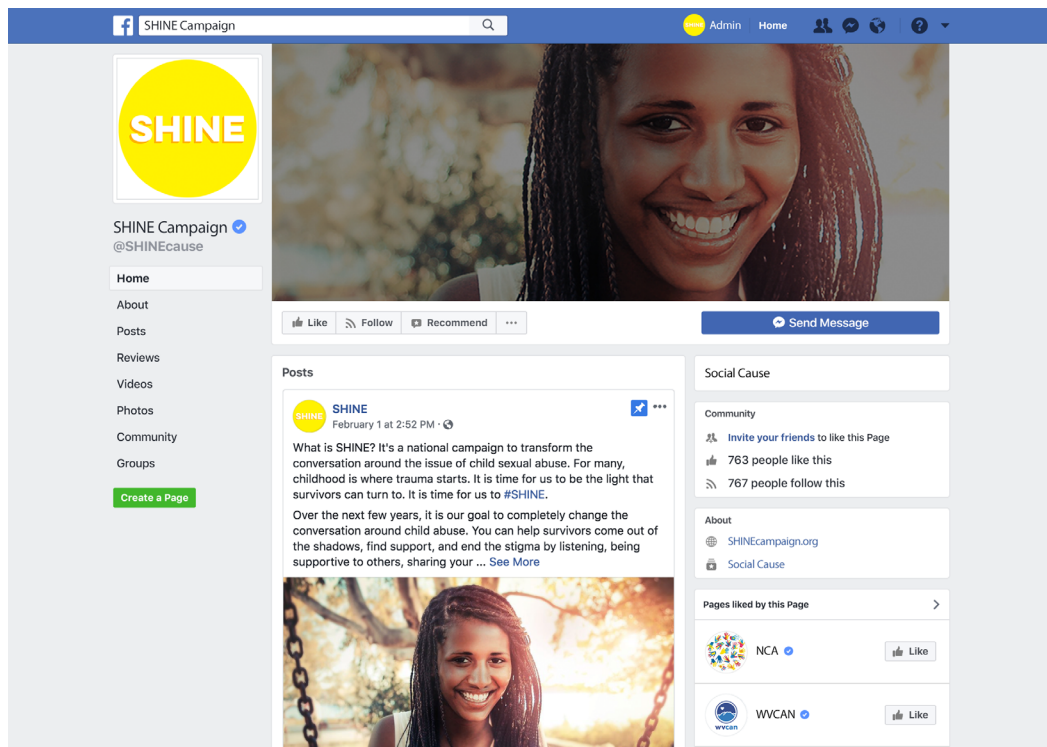 SHINE Campaign
SHINE
Admin
Home
SHINE
SHINE Campaign
@SHINEcause
Home
About
Posts
Reviews
Videos
Photos
Community
Groups
Create a Page
Like
Follow
Recommend
Send Message
Posts
SHINE
SHINE
February 1 at 2:52 PM ·
What is SHINE? It's a national campaign to transform the
conversation around the issue of child sexual abuse. For many,
childhood is where trauma starts. It is time for us to be the light that
survivors can turn to. It is time for us to #SHINE.
Over the next few years, it is our goal to completely change the
conversation around child abuse. You can help survivors come out of
the shadows, find support, and end the stigma by listening, being
supportive to others, sharing your ... See More
Social Cause
Community
Invite your friends to like this Page
763 people like this
767 people follow this
About
SHINEcampaign.org
Social Cause
Pages liked by this Page
NCA
Like
wvcan
WVCAN
Like